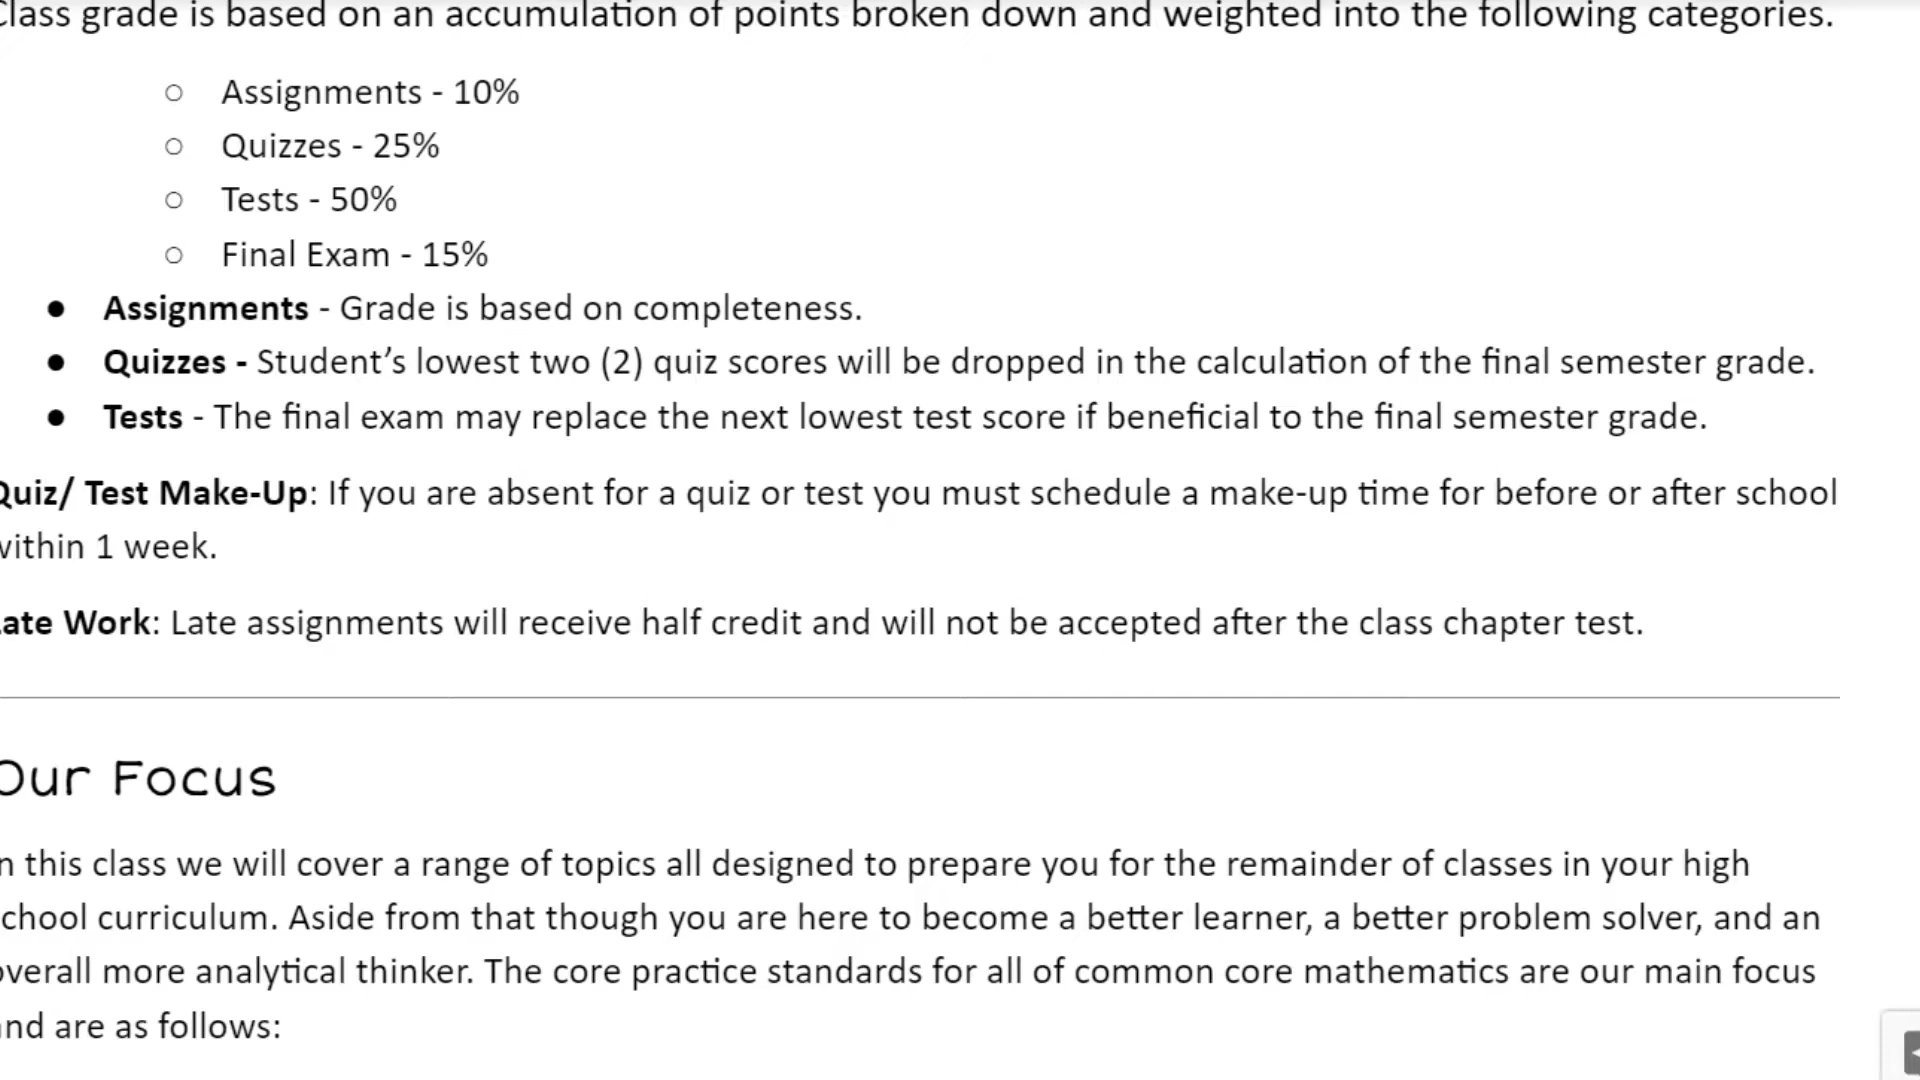 Class grade is based on an accumulation of points broken down and weighted into the following categories.
○ Assignments - 10%
○ Quizzes - 25%
○ Tests - 50%
○ Final Exam - 15%
● Assignments - Grade is based on completeness.
● Quizzes - Student’s lowest two (2) quiz scores will be dropped in the calculation of the final semester grade.
● Tests - The final exam may replace the next lowest test score if beneficial to the final semester grade.
Quiz/ Test Make-Up: If you are absent for a quiz or test you must schedule a make-up time for before or after school
within 1 week.
Late Work: Late assignments will receive half credit and will not be accepted after the class chapter test.
Our Focus
In this class we will cover a range of topics all designed to prepare you for the remainder of classes in your high
school curriculum. Aside from that though you are here to become a better learner, a better problem solver, and an
overall more analytical thinker. The core practice standards for all of common core mathematics are our main focus
and are as follows: